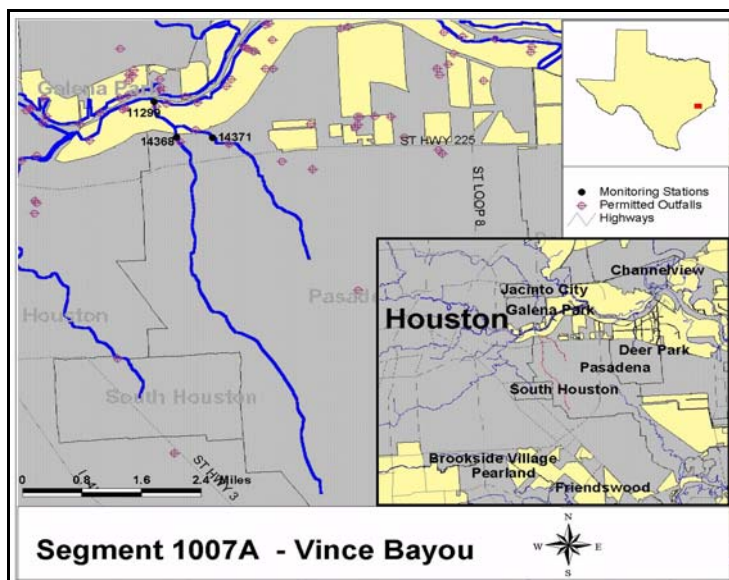 Galena Park
11299
14368
14371
ST HWY 225
ST LOOP 8
Pasadena
Houston
South Houston
ST HWY 3
0 0.8 1.6 2.4 Miles
Monitoring Stations
Permitted Outfalls
Highways
Channelview
Jacinto City
Galena Park
Houston
Deer Park
Pasadena
South Houston
Brookside Village
Pearland
Friendswood
Segment 1007A - Vince Bayou
N
W E
S